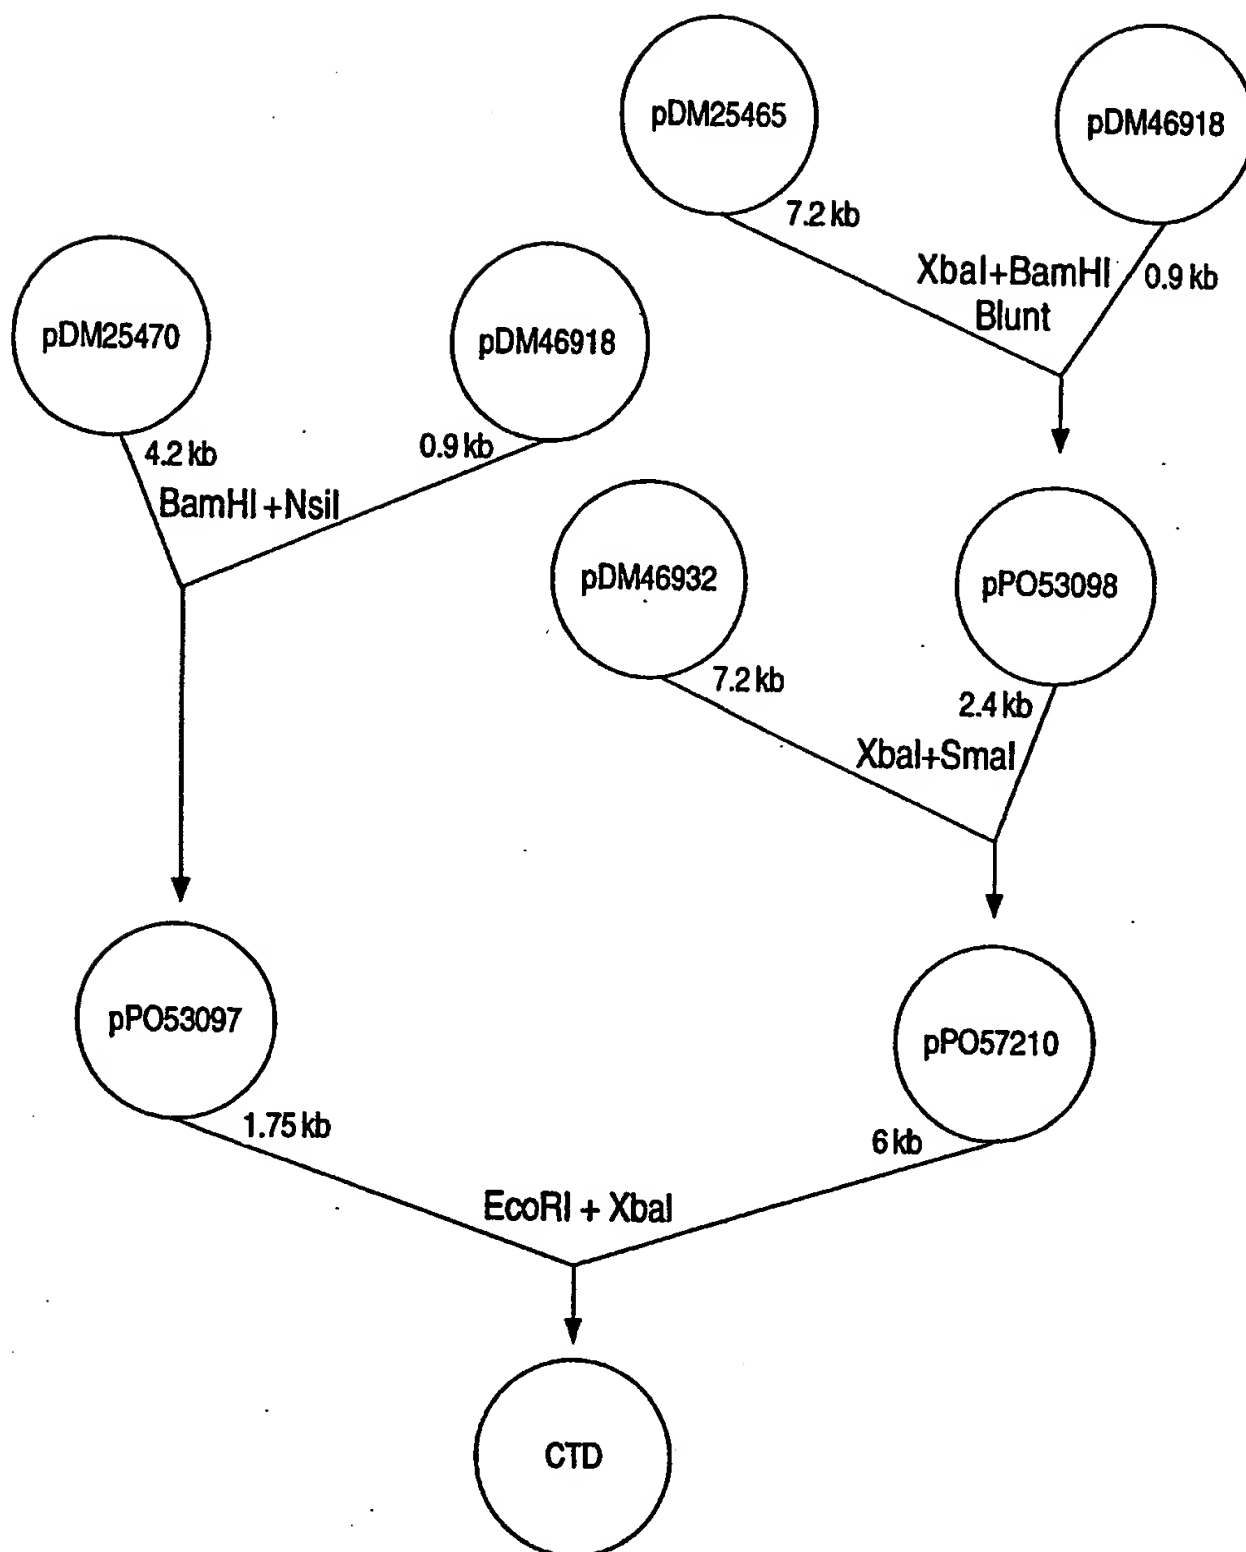 pDM25465
pDM46918
7.2 kb
XbaI+BamHI
0.9 kb
Blunt
pDM25470
pDM46918
4.2 kb
0.9 kb
BamHI +NsiI
pDM46932
pPO53098
7.2 kb
2.4 kb
XbaI+SmaI
pPO53097
pPO57210
1.75 kb
6 kb
EcoRI + XbaI
CTD